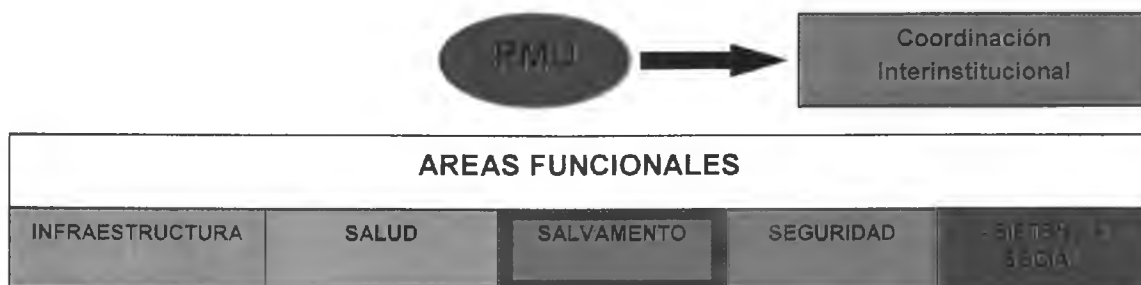 PMU
Coordinación
Interinstitucional
AREAS FUNCIONALES
INFRAESTRUCTURA SALUD SALVAMENTO SEGURIDAD